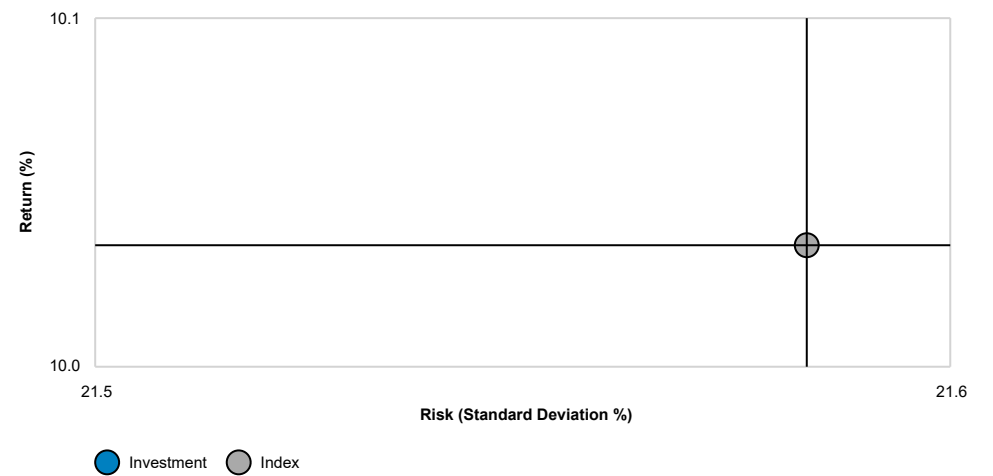 10.1
Return (%)
10.0
21.5 21.6
Risk (Standard Deviation %)
Investment Index